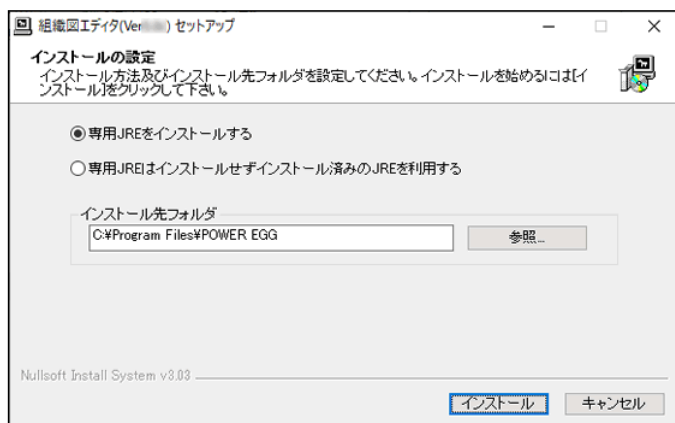 組織図エディタ(Ver) セットアップ
インストールの設定
インストール方法及びインストール先フォルダを設定してください。インストールを始めるには[イ
ンストール]をクリックして下さい。
専用JREをインストールする
専用JREはインストールせずインストール済みのJREを利用する
インストール先フォルダ
C:¥Program Files¥POWER EGG
参照...
Nullsoft Install System v3.03
インストール
キャンセル